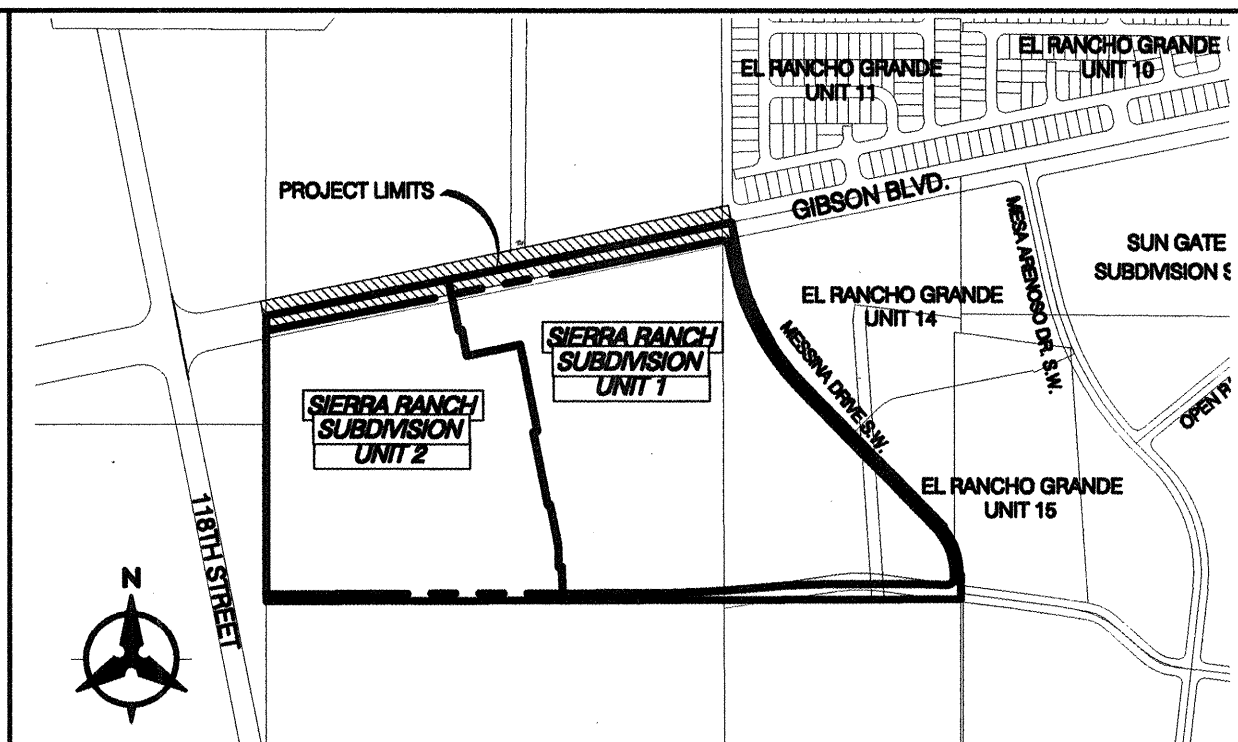 EL RANCHO GRANDE
UNIT 10
EL RANCHO GRANDE
UNIT 11
PROJECT LIMITS
GIBSON BLVD.
MESA ARENOSO DR. S.W.
SUN GATE
SUBDIVISION S
EL RANCHO GRANDE
UNIT 14
SIERRA RANCH
SUBDIVISION
UNIT 1
MESSINA DRIVE S.W.
SIERRA RANCH
SUBDIVISION
UNIT 2
OPEN
EL RANCHO GRANDE
UNIT 15
118TH STREET
N